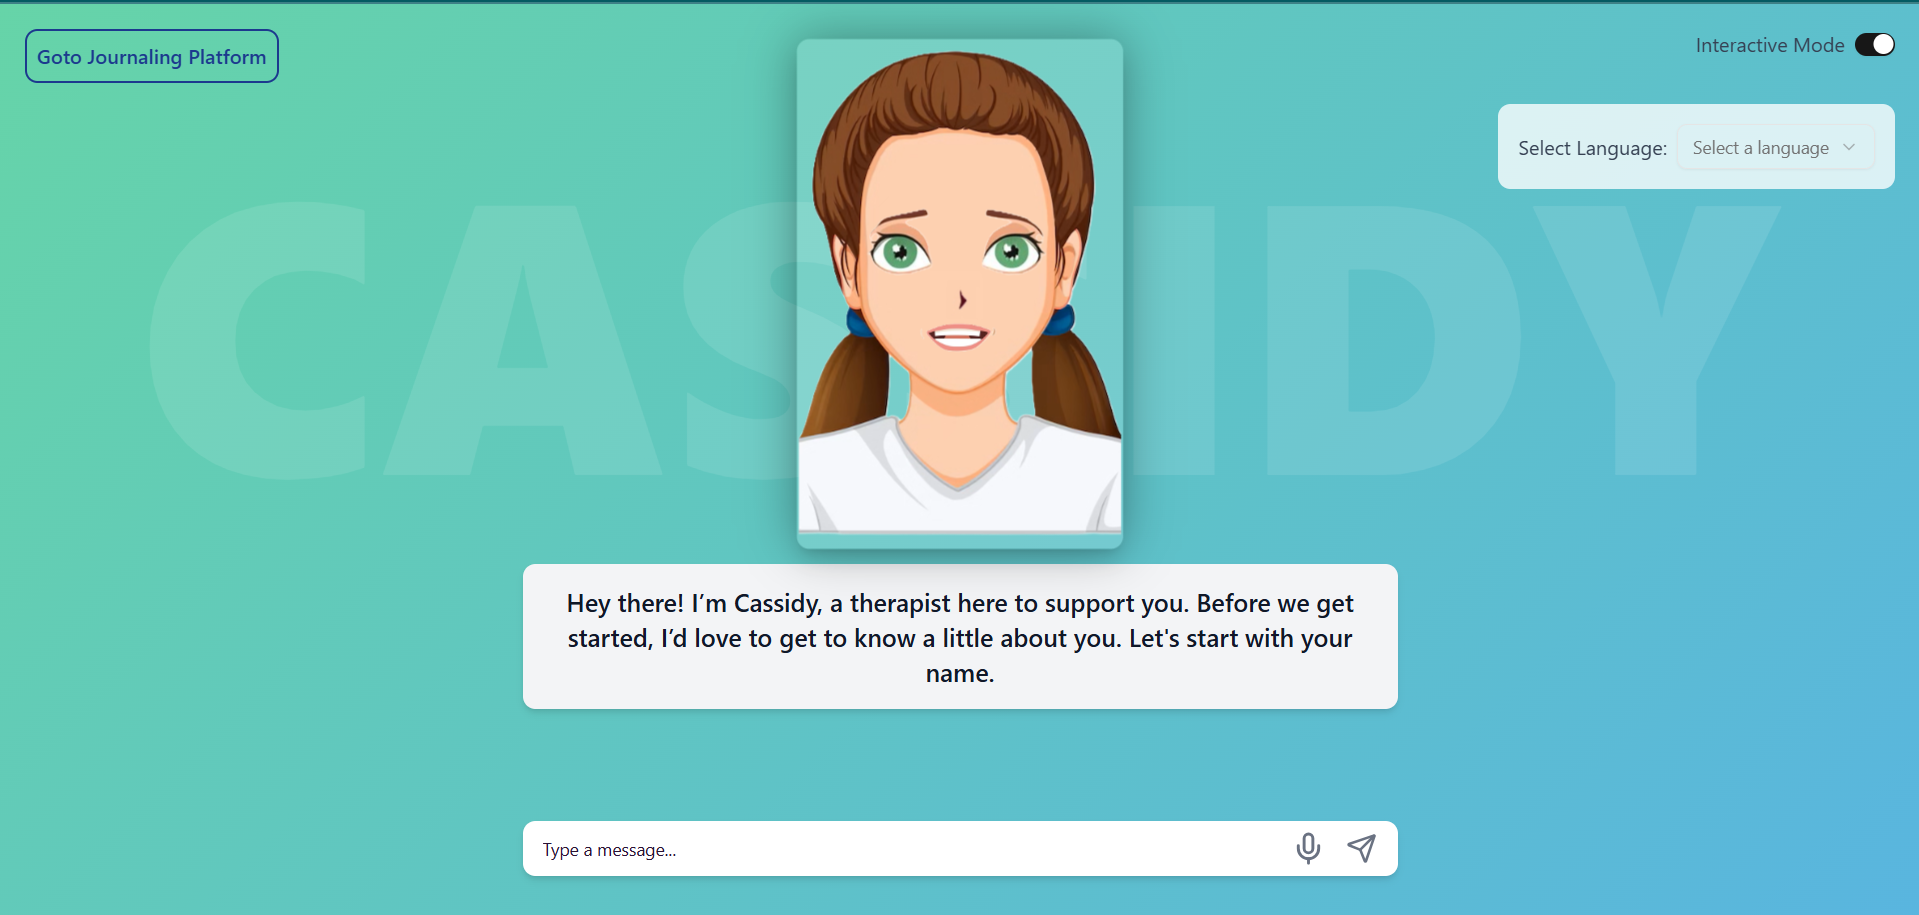 Goto Journaling Platform
Interactive Mode
Select Language: Select a language
CASIDY
Hey there! I’m Cassidy, a therapist here to support you. Before we get
started, I’d love to get to know a little about you. Let's start with your
name.
Type a message...